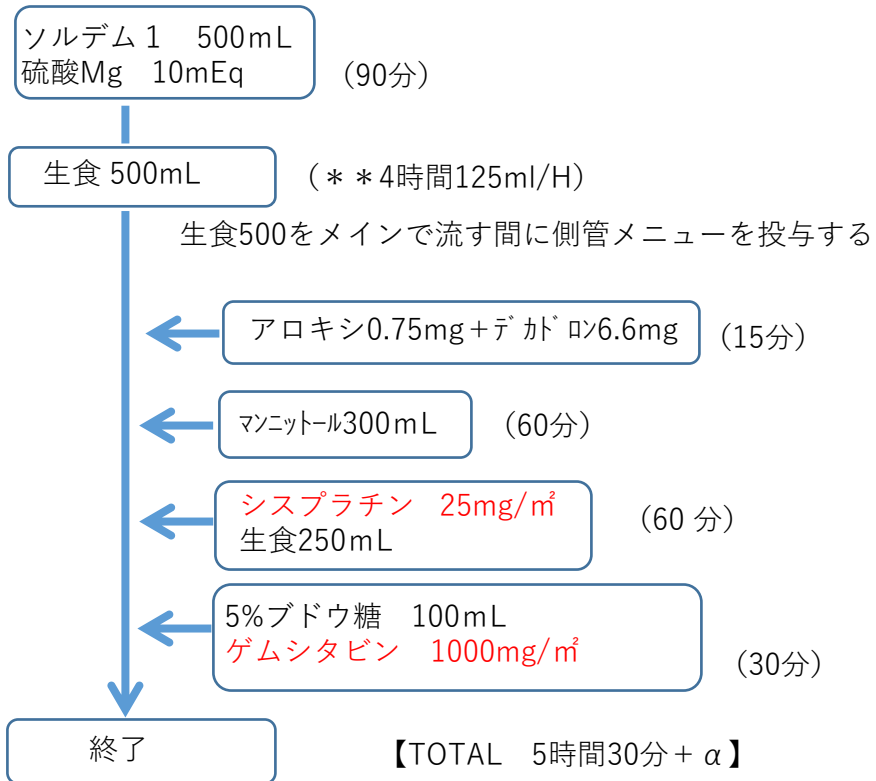 ソルデム１　500mL
硫酸Mg　10mEq
（90分）
生食 500mL
（＊＊4時間125ml/H）
生食500をメインで流す間に側管メニューを投与する
アロキシ0.75mg＋ﾃﾞｶﾄﾞﾛﾝ6.6mg
（15分）
ﾏﾝﾆｯﾄｰﾙ300mL
（60分）
シスプラチン　25mg/㎡
生食250mL
（60 分）
5%ブドウ糖　100mL
ゲムシタビン　1000mg/㎡
（30分）
終了
【TOTAL　5時間30分＋α】